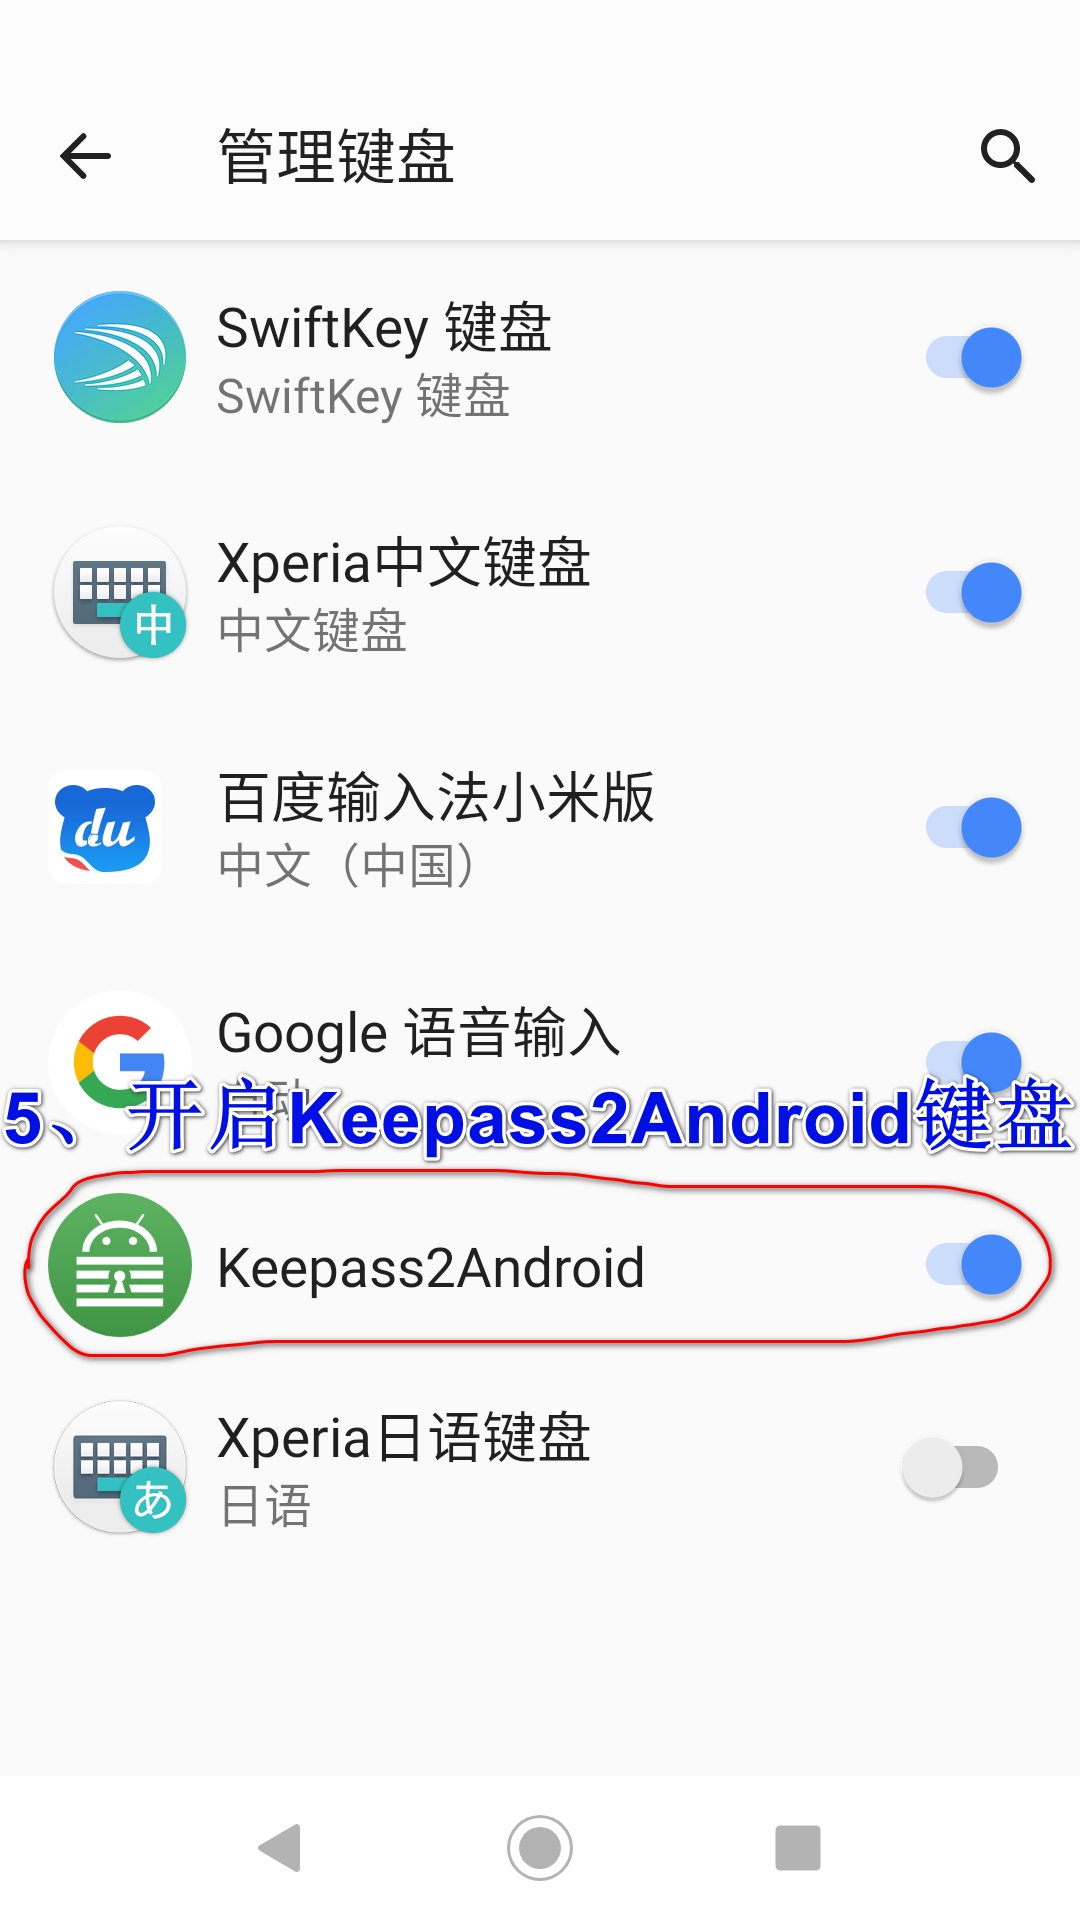 管理键盘
SwiftKey 键盘
SwiftKey 键盘
中
Xperia中文键盘
中文键盘
du
百度输入法小米版
中文（中国）
Google 语音输入
5、开启Keepass2Android键盘
Keepass2Android
あ
Xperia日语键盘
日语